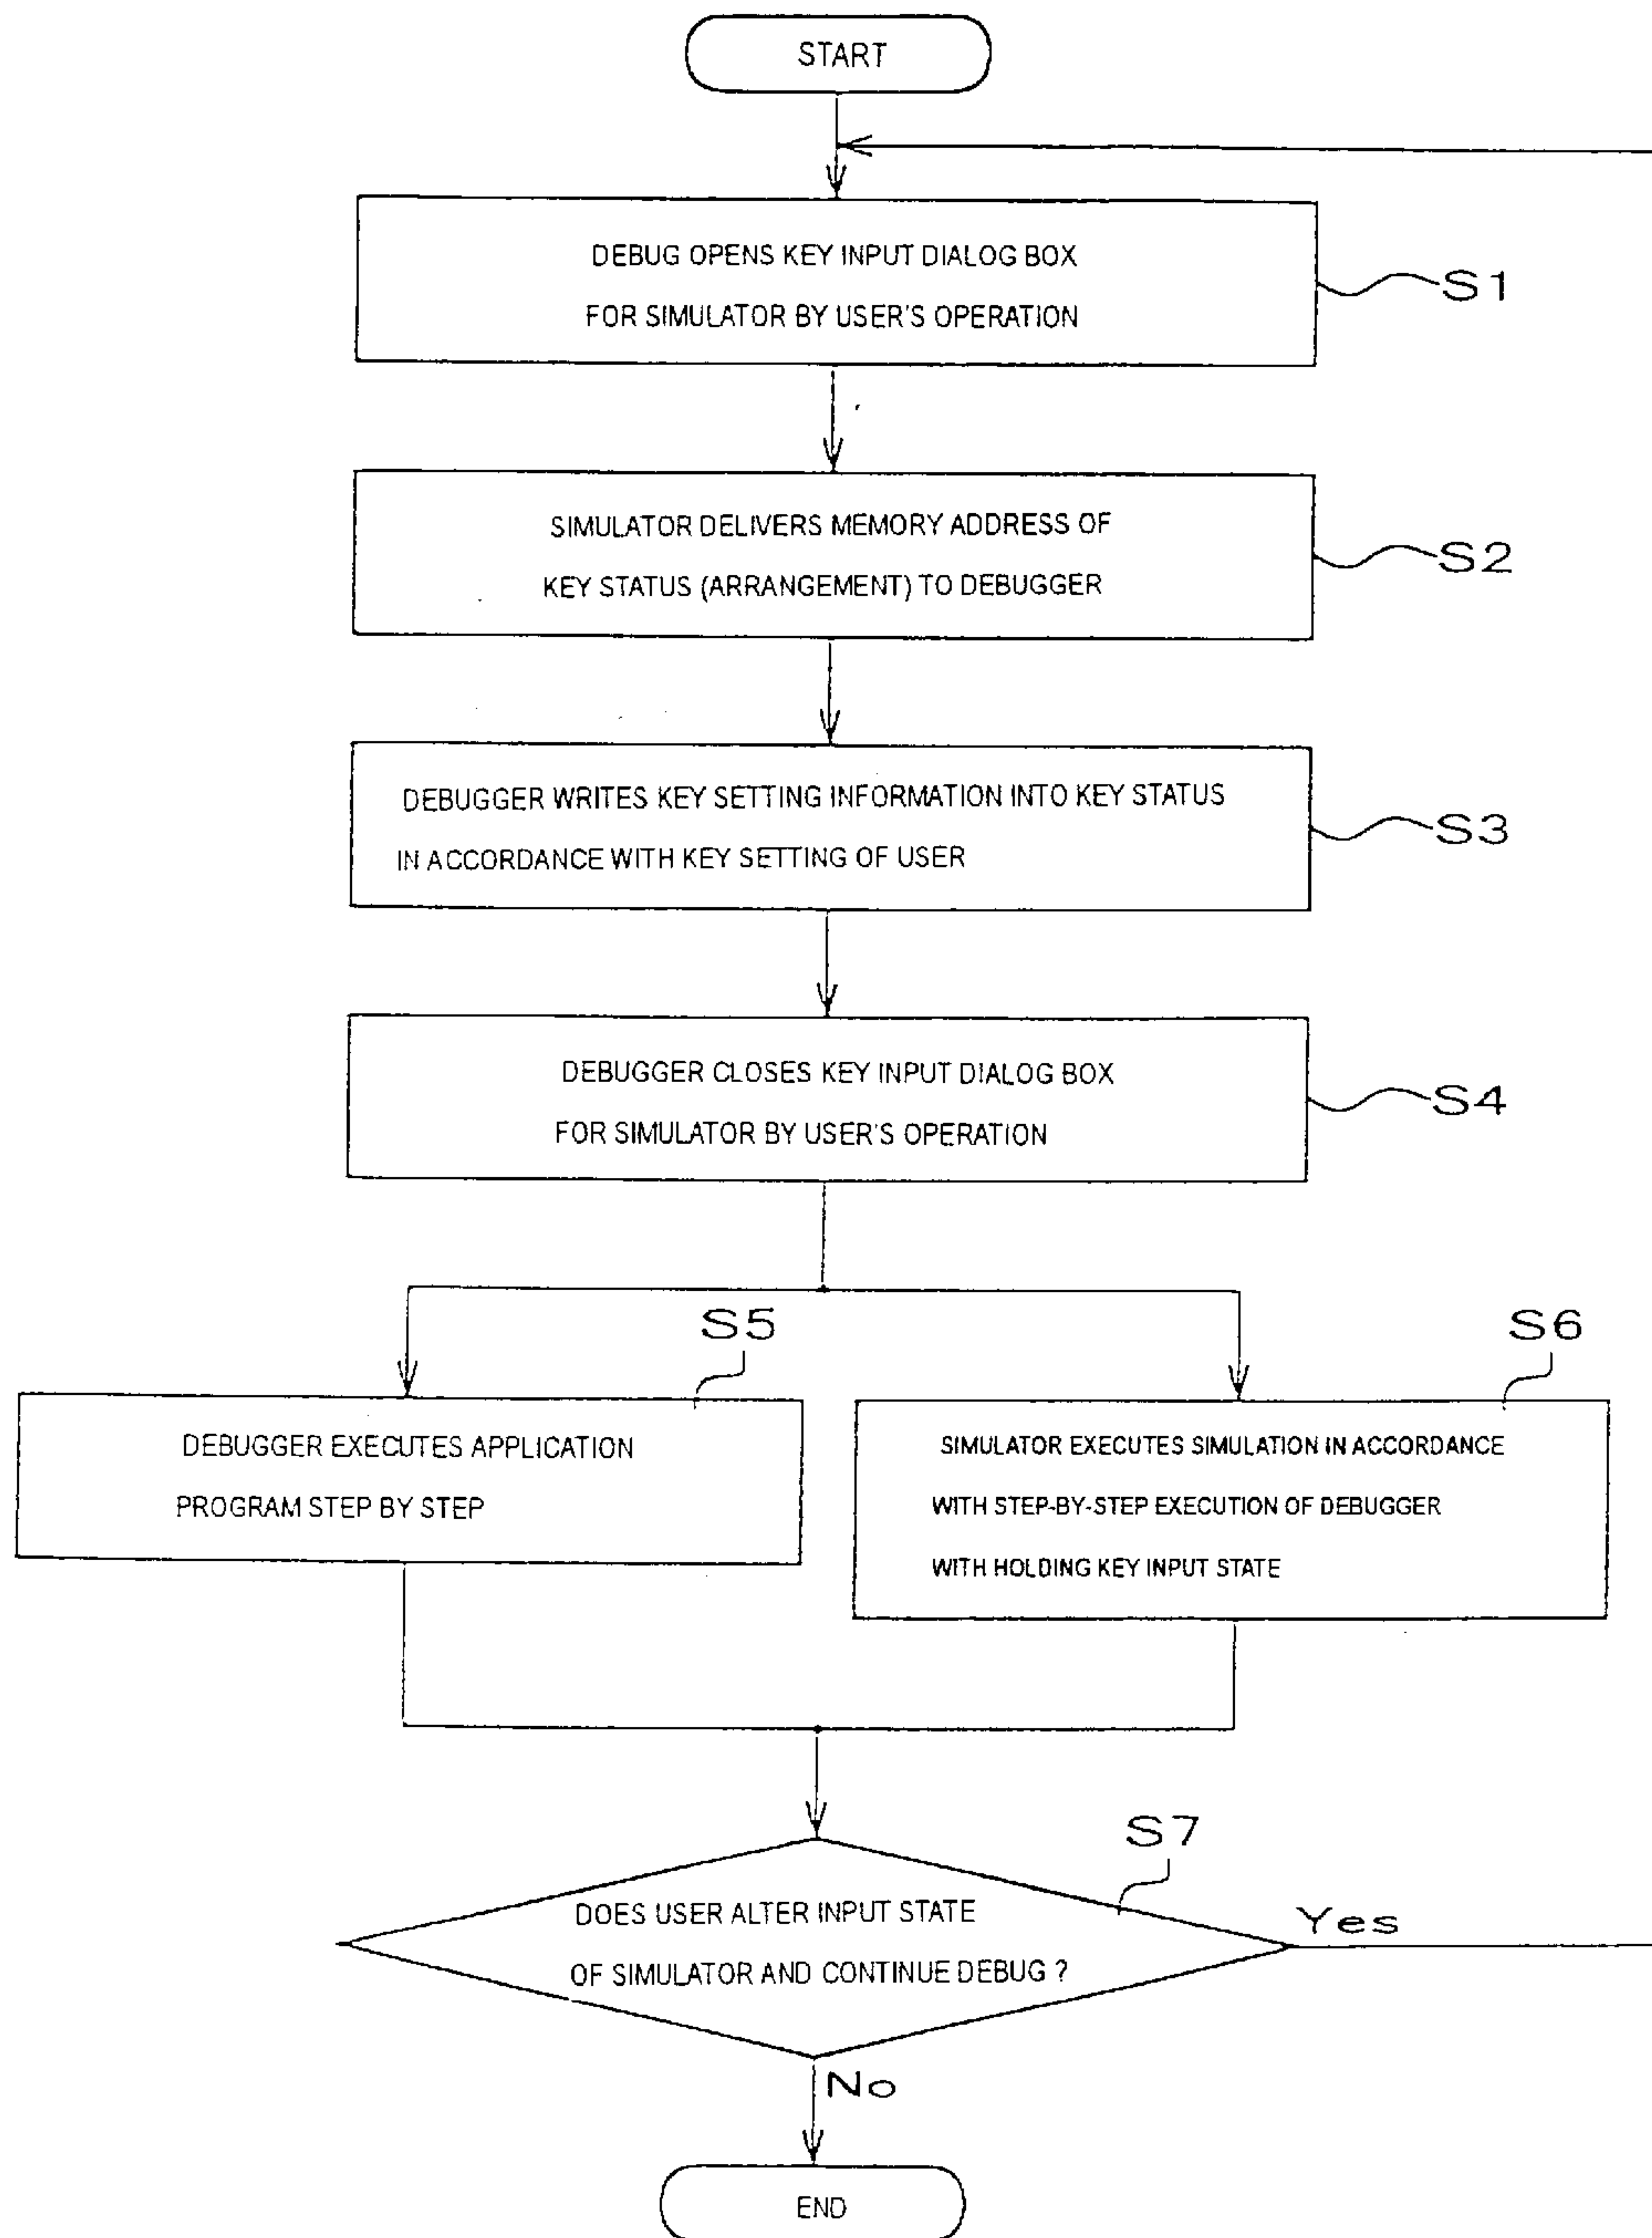 START
DEBUG OPENS KEY INPUT DIALOG BOX
FOR SIMULATOR BY USER'S OPERATION
S1
SIMULATOR DELIVERS MEMORY ADDRESS OF
KEY STATUS (ARRANGEMENT) TO DEBUGGER
S2
DEBUGGER WRITES KEY SETTING INFORMATION INTO KEY STATUS
IN ACCORDANCE WITH KEY SETTING OF USER
S3
DEBUGGER CLOSES KEY INPUT DIALOG BOX
FOR SIMULATOR BY USER'S OPERATION
S4
S5
DEBUGGER EXECUTES APPLICATION
PROGRAM STEP BY STEP
S6
SIMULATOR EXECUTES SIMULATION IN ACCORDANCE
WITH STEP-BY-STEP EXECUTION OF DEBUGGER
WITH HOLDING KEY INPUT STATE
S7
DOES USER ALTER INPUT STATE
OF SIMULATOR AND CONTINUE DEBUG ?
Yes
No
END